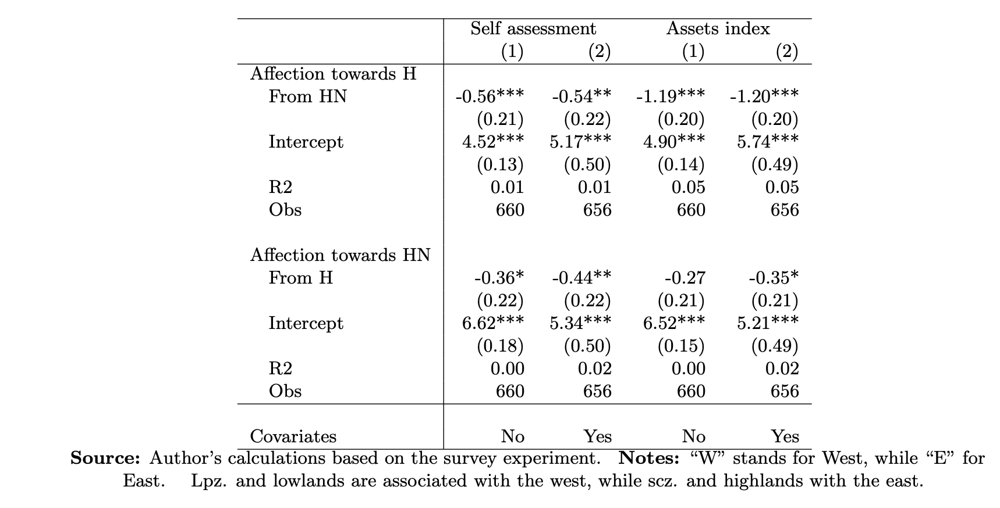 Self assessment Assets index
(1) (2) (1) (2)
Affection towards H
From HN -0.56*** -0.54** -1.19*** -1.20***
(0.21) (0.22) (0.20) (0.20)
Intercept 4.52*** 5.17*** 4.90*** 5.74***
(0.13) (0.50) (0.14) (0.49)
R2 0.01 0.01 0.05 0.05
Obs 660 656 660 656
Affection towards HN
From H -0.36* -0.44** -0.27 -0.35*
(0.22) (0.22) (0.21) (0.21)
Intercept 6.62*** 5.34*** 6.52*** 5.21***
(0.18) (0.50) (0.15) (0.49)
R2 0.00 0.02 0.00 0.02
Obs 660 656 660 656
Covariates No Yes No Yes
Source: Author's calculations based on the survey experiment. Notes: “W” stands for West, while “E” for
East. Lpz. and lowlands are associated with the west, while scz. and highlands with the east.